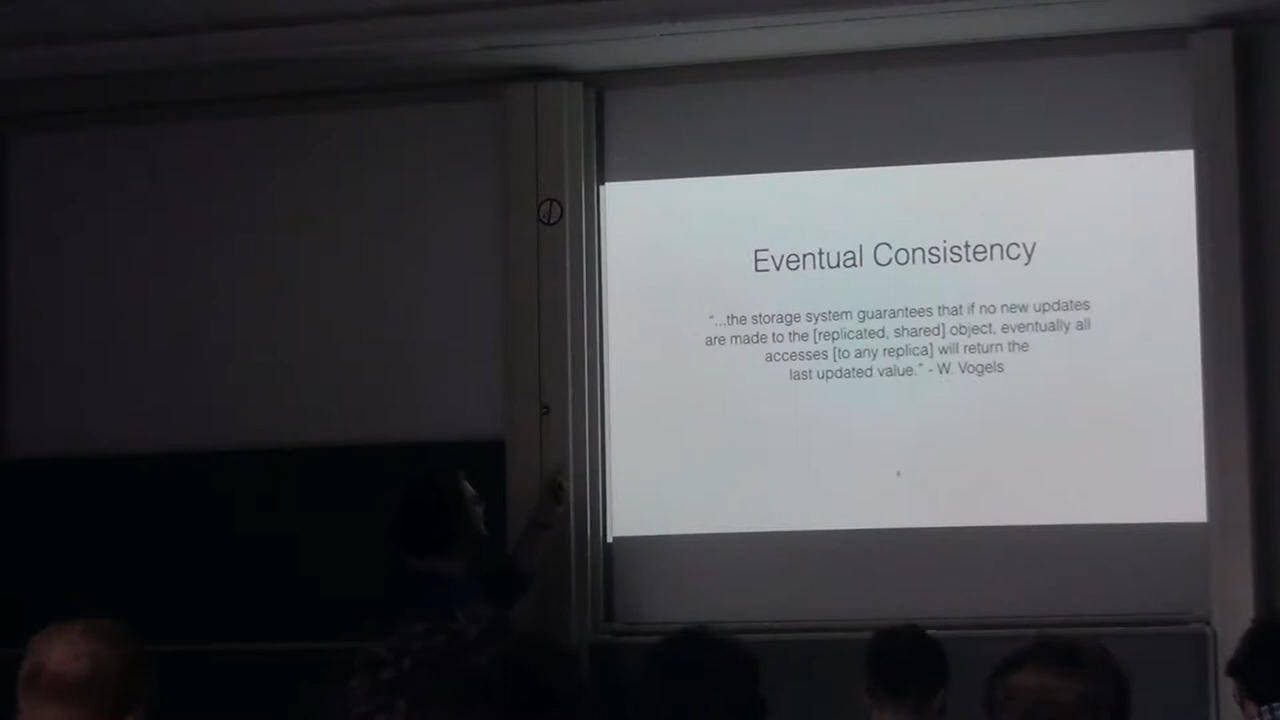 Eventual Consistency
"...the storage system guarantees that if no new updates
are made to the [replicated, shared] object, eventually all
accesses [to any replica] will return the
last updated value." - W. Vogels